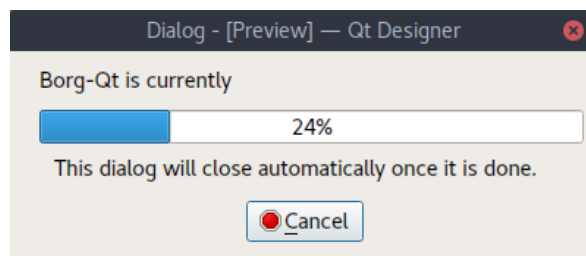 Dialog - [Preview] — Qt Designer
Borg-Qt is currently
24%
This dialog will close automatically once it is done.
Cancel